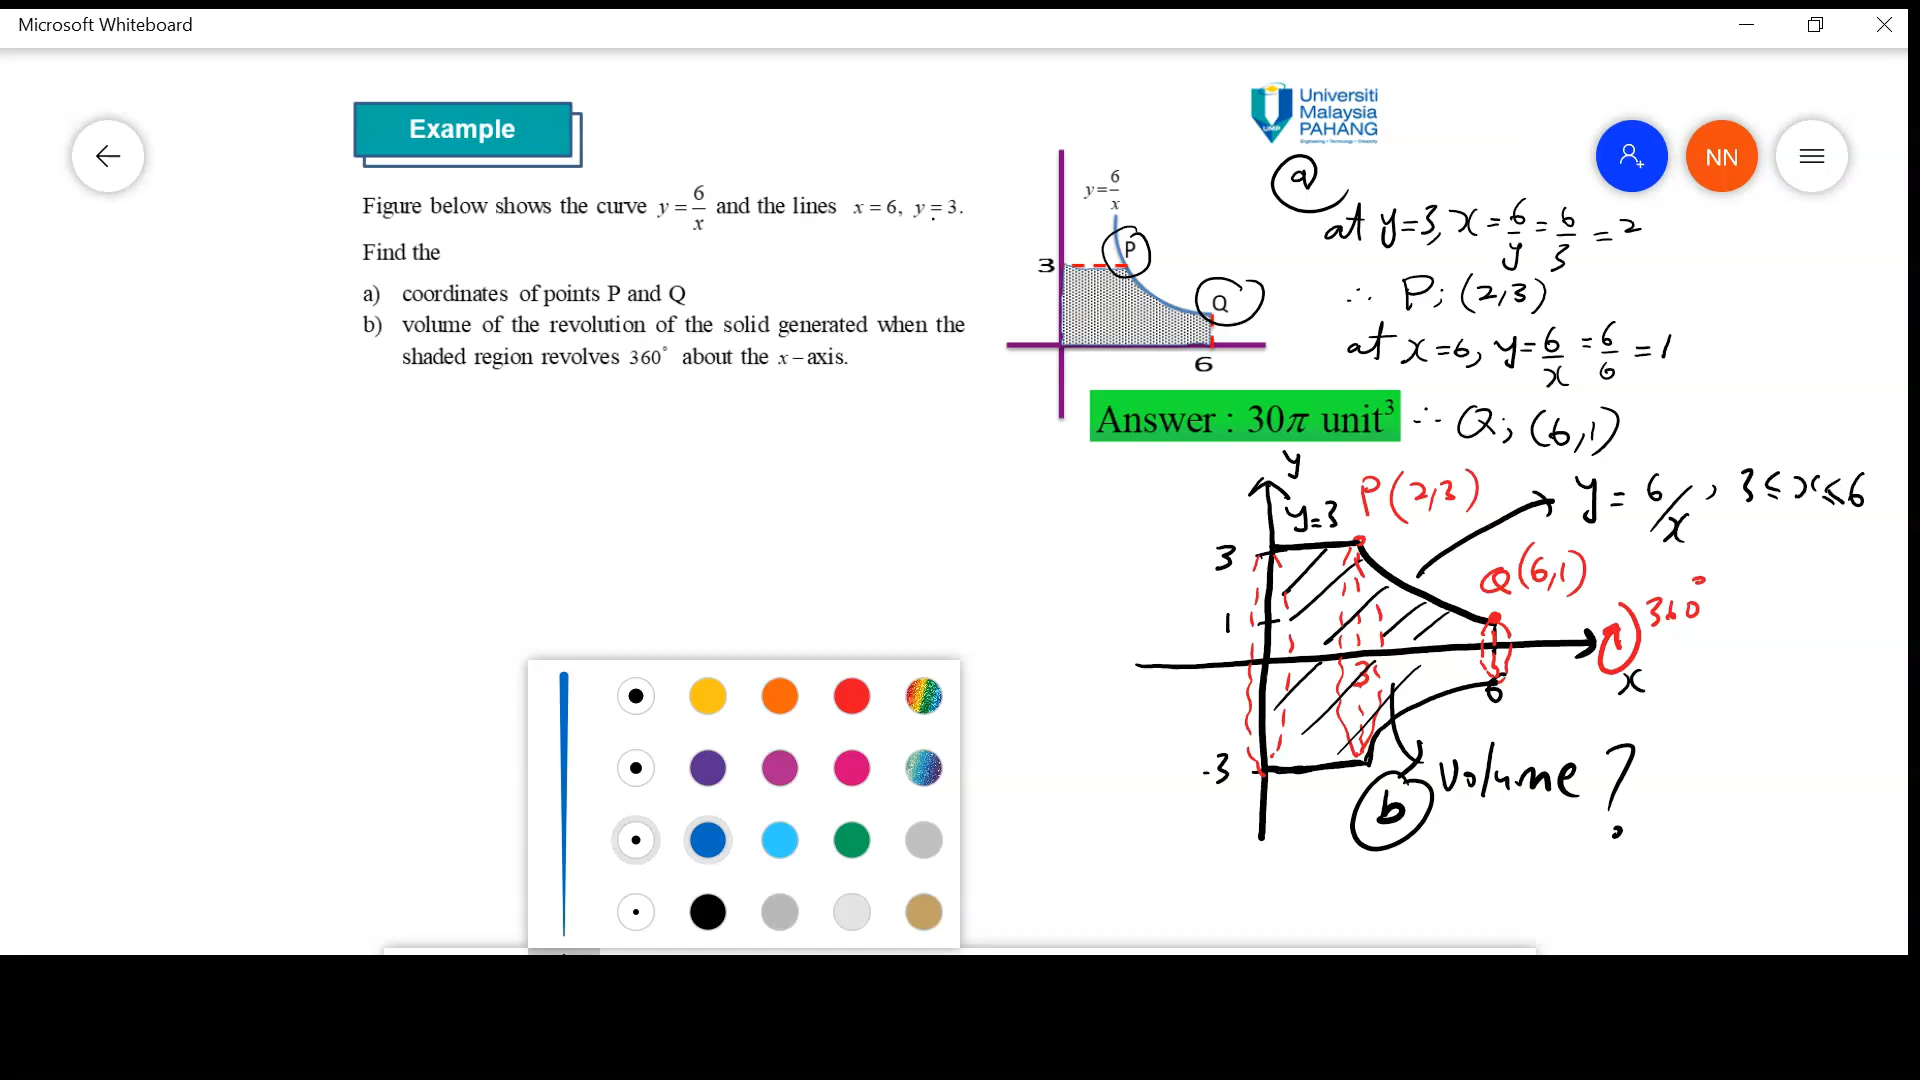 Microsoft Whiteboard
Example
Universiti
Malaysia
PAHANG
UMP
NN
Figure below shows the curve y = 6/x and the lines x = 6, y = 3.
Find the
a) coordinates of points P and Q
b) volume of the revolution of the solid generated when the
shaded region revolves 360° about the x – axis.
y = 6/x
P
3
Q
6
Answer : 30π unit³
a
at y=3, x = 6/y = 6/3 = 2
∴ P; (2,3)
at x=6, y= 6/x = 6/6 = 1
∴ Q; (6,1)
y
y=3
P(2,3)
y = 6/x , 3 ≤ x ≤ 6
3
Q(6,1)
360°
1
3
6
x
-3
b
volume ?